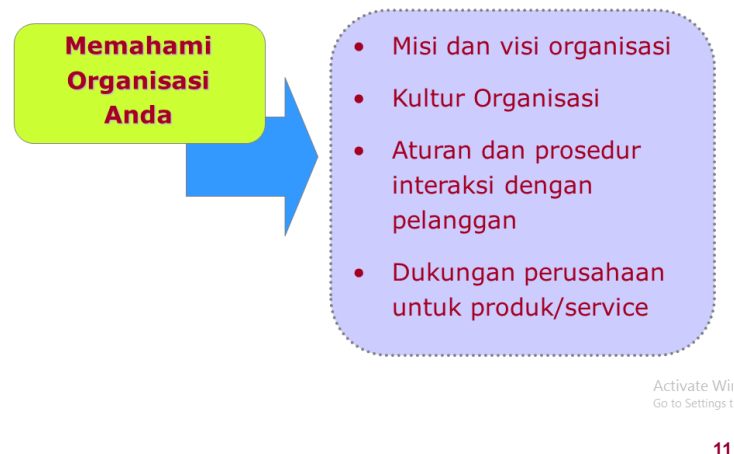 Memahami
Organisasi
Anda
• Misi dan visi organisasi
• Kultur Organisasi
• Aturan dan prosedur
interaksi dengan
pelanggan
• Dukungan perusahaan
untuk produk/service
Activate Win
Go to Settings t
11